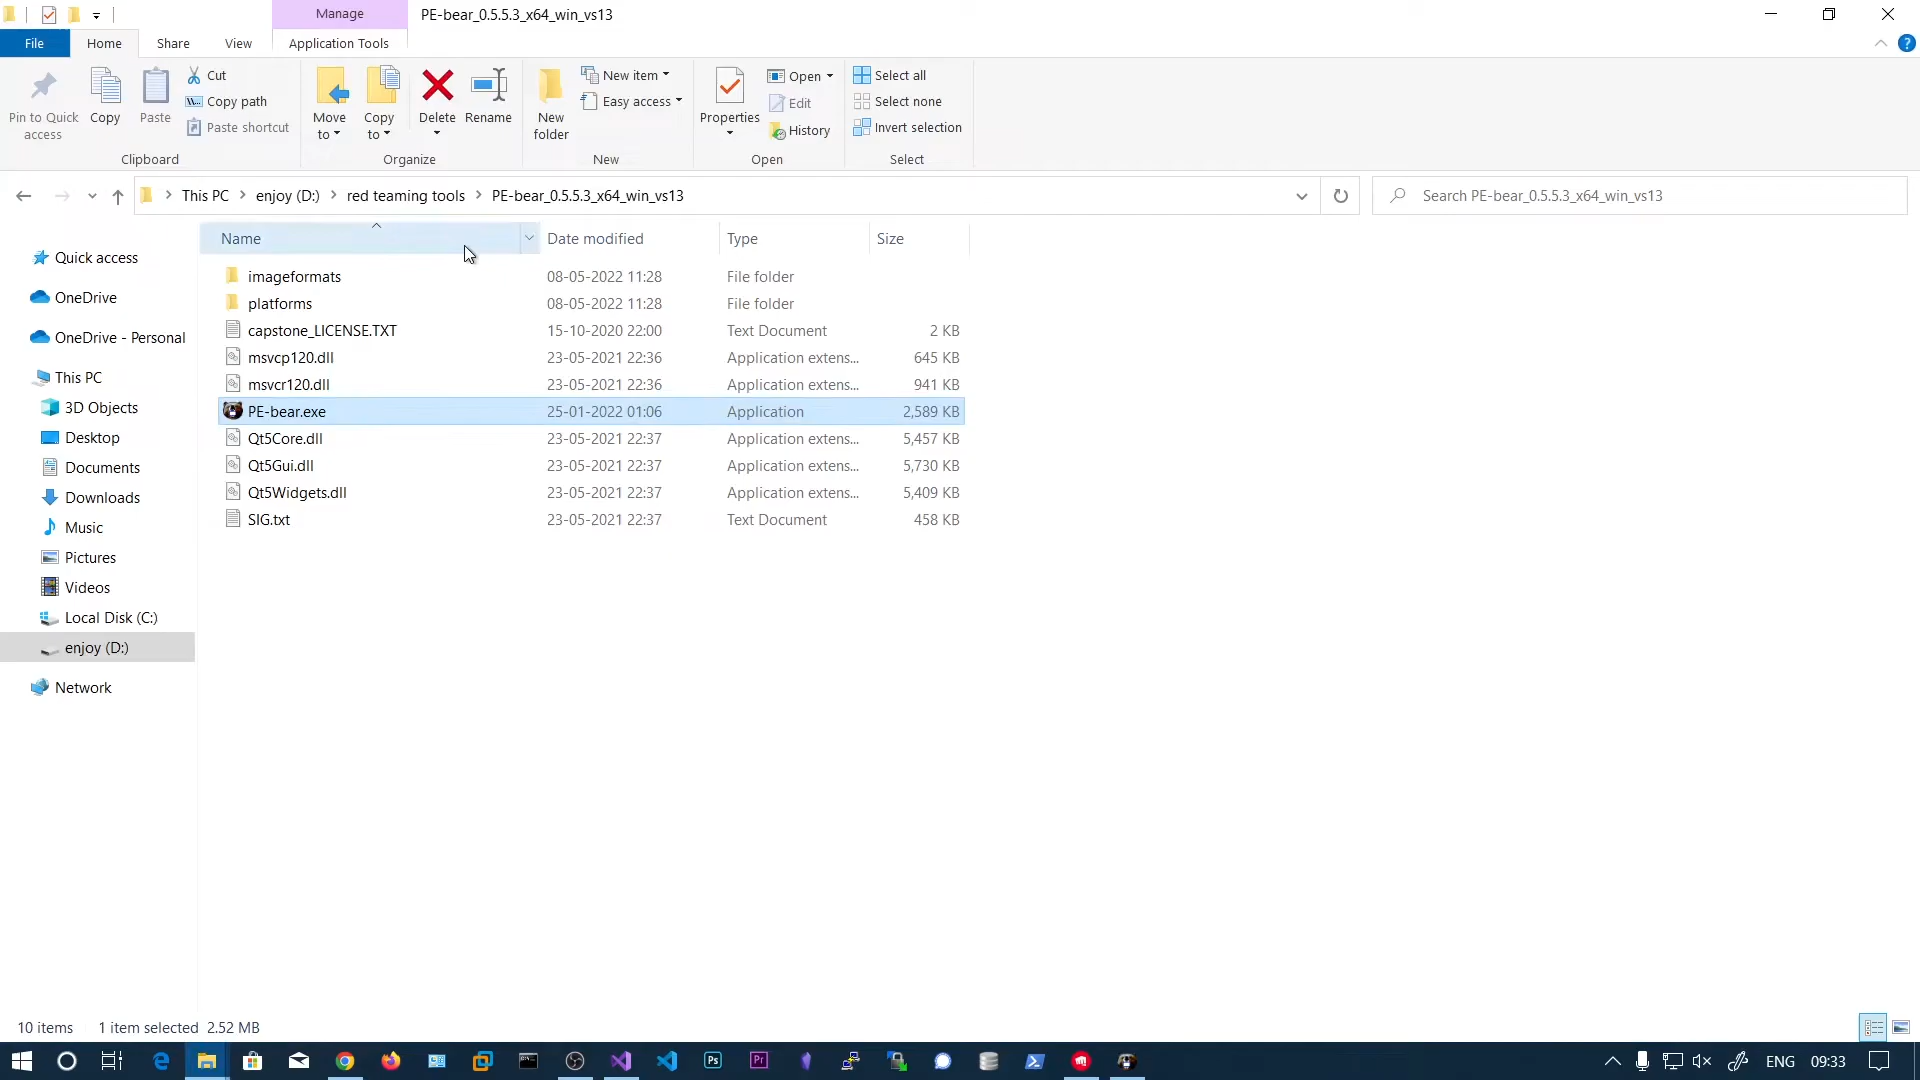 Manage
PE-bear_0.5.5.3_x64_win_vs13
File Home Share View Application Tools
Pin to Quick access
Copy
Paste
Cut
Copy path
Paste shortcut
Move to
Copy to
Delete
Rename
New folder
New item
Easy access
Properties
Open
Edit
History
Select all
Select none
Invert selection
Clipboard Organize New Open Select
This PC enjoy (D:) red teaming tools PE-bear_0.5.5.3_x64_win_vs13
Search PE-bear_0.5.5.3_x64_win_vs13
Quick access
OneDrive
OneDrive - Personal
This PC
3D Objects
Desktop
Documents
Downloads
Music
Pictures
Videos
Local Disk (C:)
enjoy (D:)
Network
Name Date modified Type Size
imageformats 08-05-2022 11:28 File folder
platforms 08-05-2022 11:28 File folder
capstone_LICENSE.TXT 15-10-2020 22:00 Text Document 2 KB
msvcp120.dll 23-05-2021 22:36 Application extens... 645 KB
msvcr120.dll 23-05-2021 22:36 Application extens... 941 KB
PE-bear.exe 25-01-2022 01:06 Application 2,589 KB
Qt5Core.dll 23-05-2021 22:37 Application extens... 5,457 KB
Qt5Gui.dll 23-05-2021 22:37 Application extens... 5,730 KB
Qt5Widgets.dll 23-05-2021 22:37 Application extens... 5,409 KB
SIG.txt 23-05-2021 22:37 Text Document 458 KB
10 items 1 item selected 2.52 MB
Ps Pr ENG 09:33